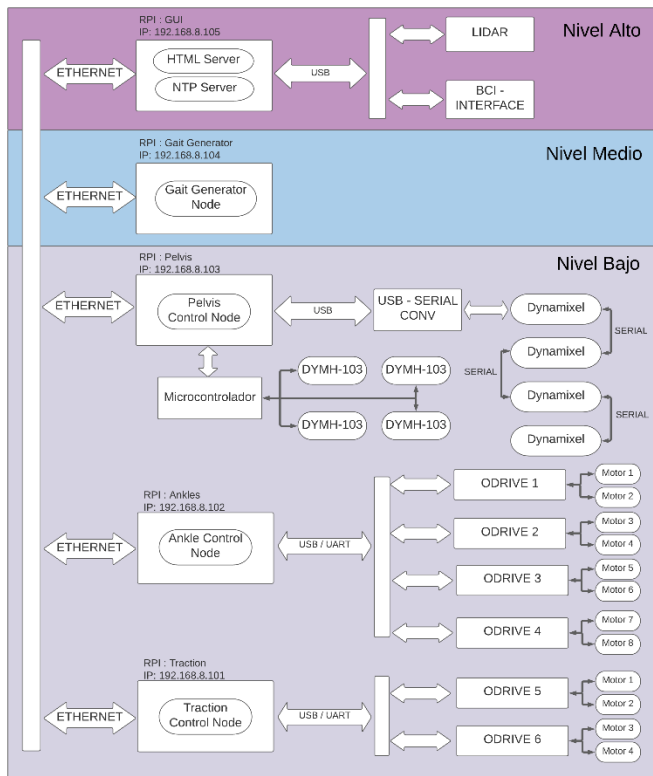 RPI : GUI
IP: 192.168.8.105
Nivel Alto
ETHERNET
HTML Server
NTP Server
USB
LIDAR
BCI -
INTERFACE
RPI : Gait Generator
IP: 192.168.8.104
Nivel Medio
ETHERNET
Gait Generator
Node
Nivel Bajo
RPI : Pelvis
IP: 192.168.8.103
ETHERNET
Pelvis
Control Node
USB
USB - SERIAL
CONV
Dynamixel
SERIAL
Dynamixel
SERIAL
Dynamixel
SERIAL
Dynamixel
Microcontrolador
DYMH-103
DYMH-103
DYMH-103
DYMH-103
RPI : Ankles
IP: 192.168.8.102
ETHERNET
Ankle Control
Node
USB / UART
ODRIVE 1
Motor 1
Motor 2
ODRIVE 2
Motor 3
Motor 4
ODRIVE 3
Motor 5
Motor 6
ODRIVE 4
Motor 7
Motor 8
RPI : Traction
IP: 192.168.8.101
ETHERNET
Traction
Control Node
USB / UART
ODRIVE 5
Motor 1
Motor 2
ODRIVE 6
Motor 3
Motor 4